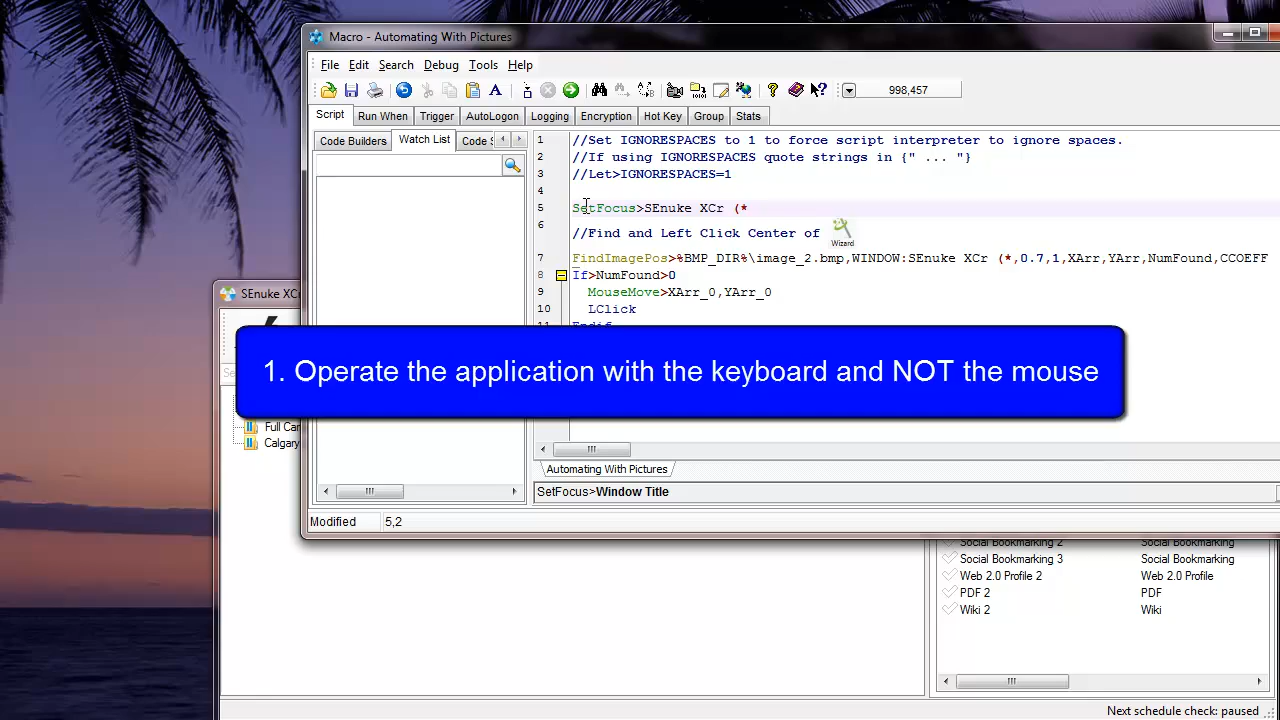 Macro - Automating With Pictures
File Edit Search Debug Tools Help
998,457
Script Run When Trigger AutoLogon Logging Encryption Hot Key Group Stats
Code Builders Watch List Code S
1 //Set IGNORESPACES to 1 to force script interpreter to ignore spaces.
2 //If using IGNORESPACES quote strings in {" ... "}
3 //Let>IGNORESPACES=1
4
5 SetFocus>SEnuke XCr (*
6 //Find and Left Click Center of
Wizard
7 FindImagePos>%BMP_DIR%\image_2.bmp,WINDOW:SEnuke XCr (*,0.7,1,XArr,YArr,NumFound,CCOEFF
8 If>NumFound>0
9 MouseMove>XArr_0,YArr_0
10 LClick
11 Endif
SEnuke XCr
Se
1. Operate the application with the keyboard and NOT the mouse
Full Cam
Calgary
Automating With Pictures
SetFocus>Window Title
Modified 5,2
Social Bookmarking 2 Social Bookmarking
Social Bookmarking 3 Social Bookmarking
Web 2.0 Profile 2 Web 2.0 Profile
PDF 2 PDF
Wiki 2 Wiki
Next schedule check: paused